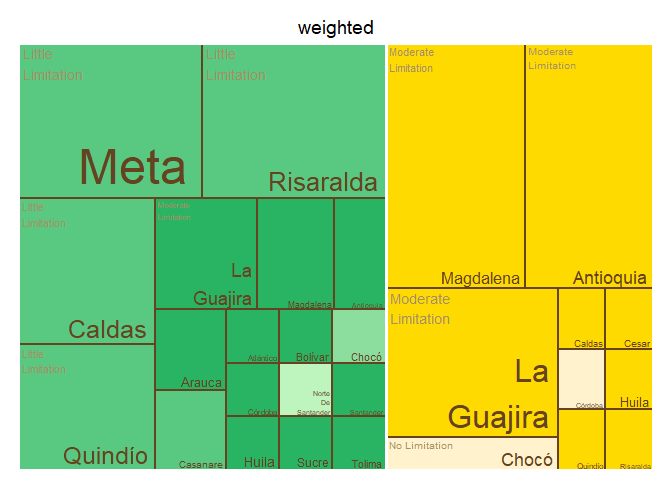 weighted
Little
Limitation
Meta
Little
Limitation
Risaralda
Little
Limitation
Caldas
Little
Limitation
Quindío
Moderate
Limitation
La
Guajira
Magdalena
Antioquia
Arauca
Casanare
Atlántico
Bolívar
Chocó
Córdoba
Norte
De
Santander
Santander
Huila
Sucre
Tolima
Moderate
Limitation
Magdalena
Moderate
Limitation
Antioquia
Moderate
Limitation
La
Guajira
No Limitation
Chocó
Caldas
Cesar
Córdoba
Huila
Quindío
Risaralda